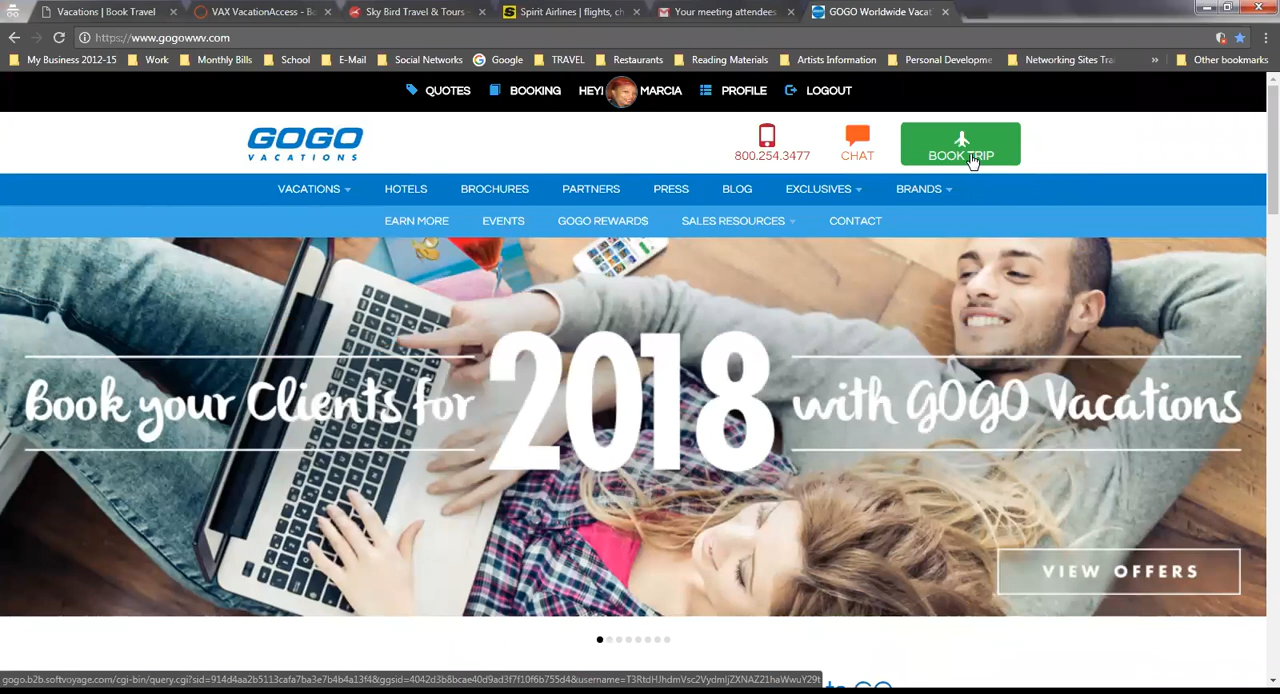 Vacations | Book Travel
VAX VacationAccess - Bo
Sky Bird Travel & Tours -
Spirit Airlines | flights, ch
Your meeting attendees
GOGO Worldwide Vacat
https://www.gogowwv.com
My Business 2012-15
Work
Monthly Bills
School
E-Mail
Social Networks
Google
TRAVEL
Restaurants
Reading Materials
Artists Information
Personal Developme
Networking Sites Tra
»
Other bookmarks
QUOTES
BOOKING
HEY!
MARCIA
PROFILE
LOGOUT
GOGO
VACATIONS
800.254.3477
CHAT
BOOK TRIP
VACATIONS
HOTELS
BROCHURES
PARTNERS
PRESS
BLOG
EXCLUSIVES
BRANDS
EARN MORE
EVENTS
GOGO REWARD$
SALES RESOURCES
CONTACT
Book your Clients for
2018
with GOGO Vacations
VIEW OFFERS